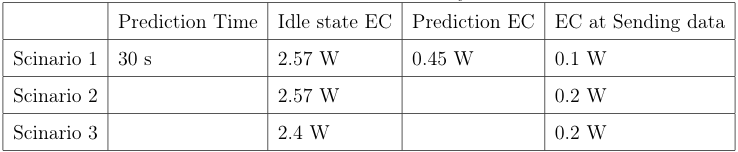 Prediction Time Idle state EC Prediction EC EC at Sending data
Scinario 1 30 s 2.57 W 0.45 W 0.1 W
Scinario 2 2.57 W 0.2 W
Scinario 3 2.4 W 0.2 W